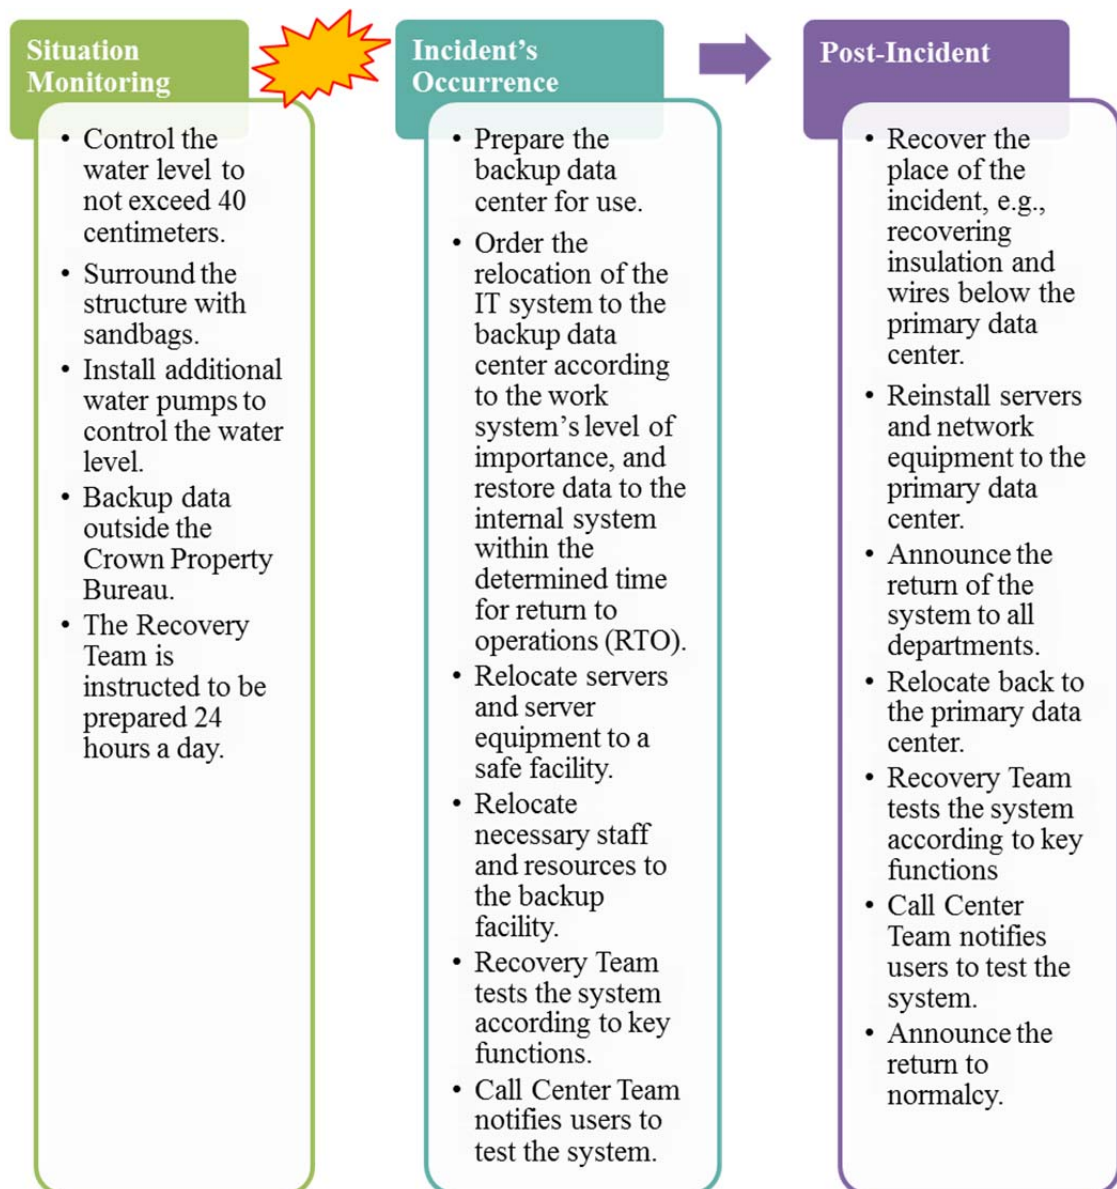 Situation
Monitoring
• Control the
water level to
not exceed 40
centimeters.
• Surround the
structure with
sandbags.
• Install additional
water pumps to
control the water
level.
• Backup data
outside the
Crown Property
Bureau.
• The Recovery
Team is
instructed to be
prepared 24
hours a day.
Incident's
Occurrence
• Prepare the
backup data
center for use.
• Order the
relocation of the
IT system to the
backup data
center according
to the work
system's level of
importance, and
restore data to the
internal system
within the
determined time
for return to
operations (RTO).
• Relocate servers
and server
equipment to a
safe facility.
• Relocate
necessary staff
and resources to
the backup
facility.
• Recovery Team
tests the system
according to key
functions.
• Call Center Team
notifies users to
test the system.
Post-Incident
• Recover the
place of the
incident, e.g.,
recovering
insulation and
wires below the
primary data
center.
• Reinstall servers
and network
equipment to the
primary data
center.
• Announce the
return of the
system to all
departments.
• Relocate back to
the primary data
center.
• Recovery Team
tests the system
according to key
functions
• Call Center
Team notifies
users to test the
system.
• Announce the
return to
normalcy.